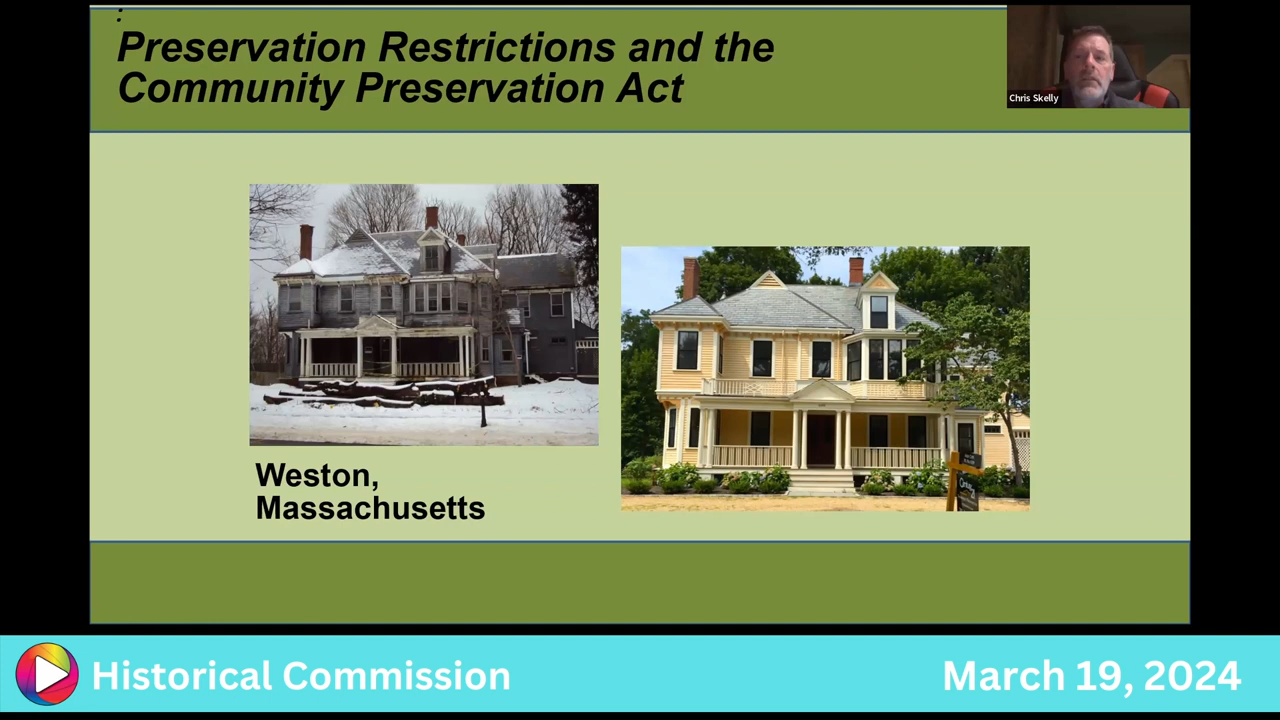 :
Preservation Restrictions and the
Community Preservation Act
Chris Skelly
Weston,
Massachusetts
Historical Commission
March 19, 2024